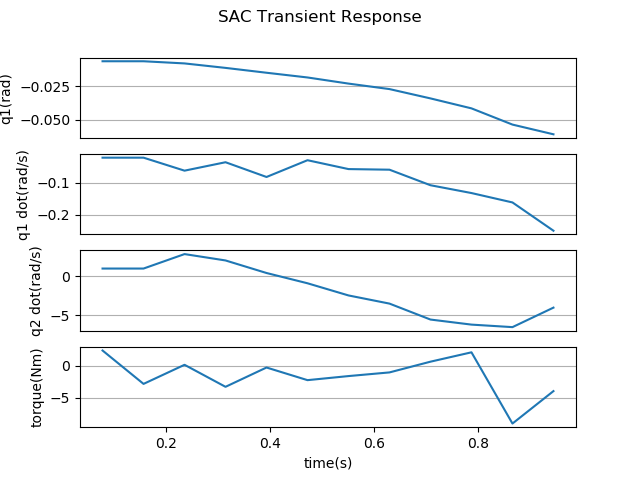 SAC Transient Response
q1(rad)
−0.025
−0.050
q1 dot(rad/s)
−0.1
−0.2
q2 dot(rad/s)
0
−5
torque(Nm)
0
−5
0.2 0.4 0.6 0.8
time(s)